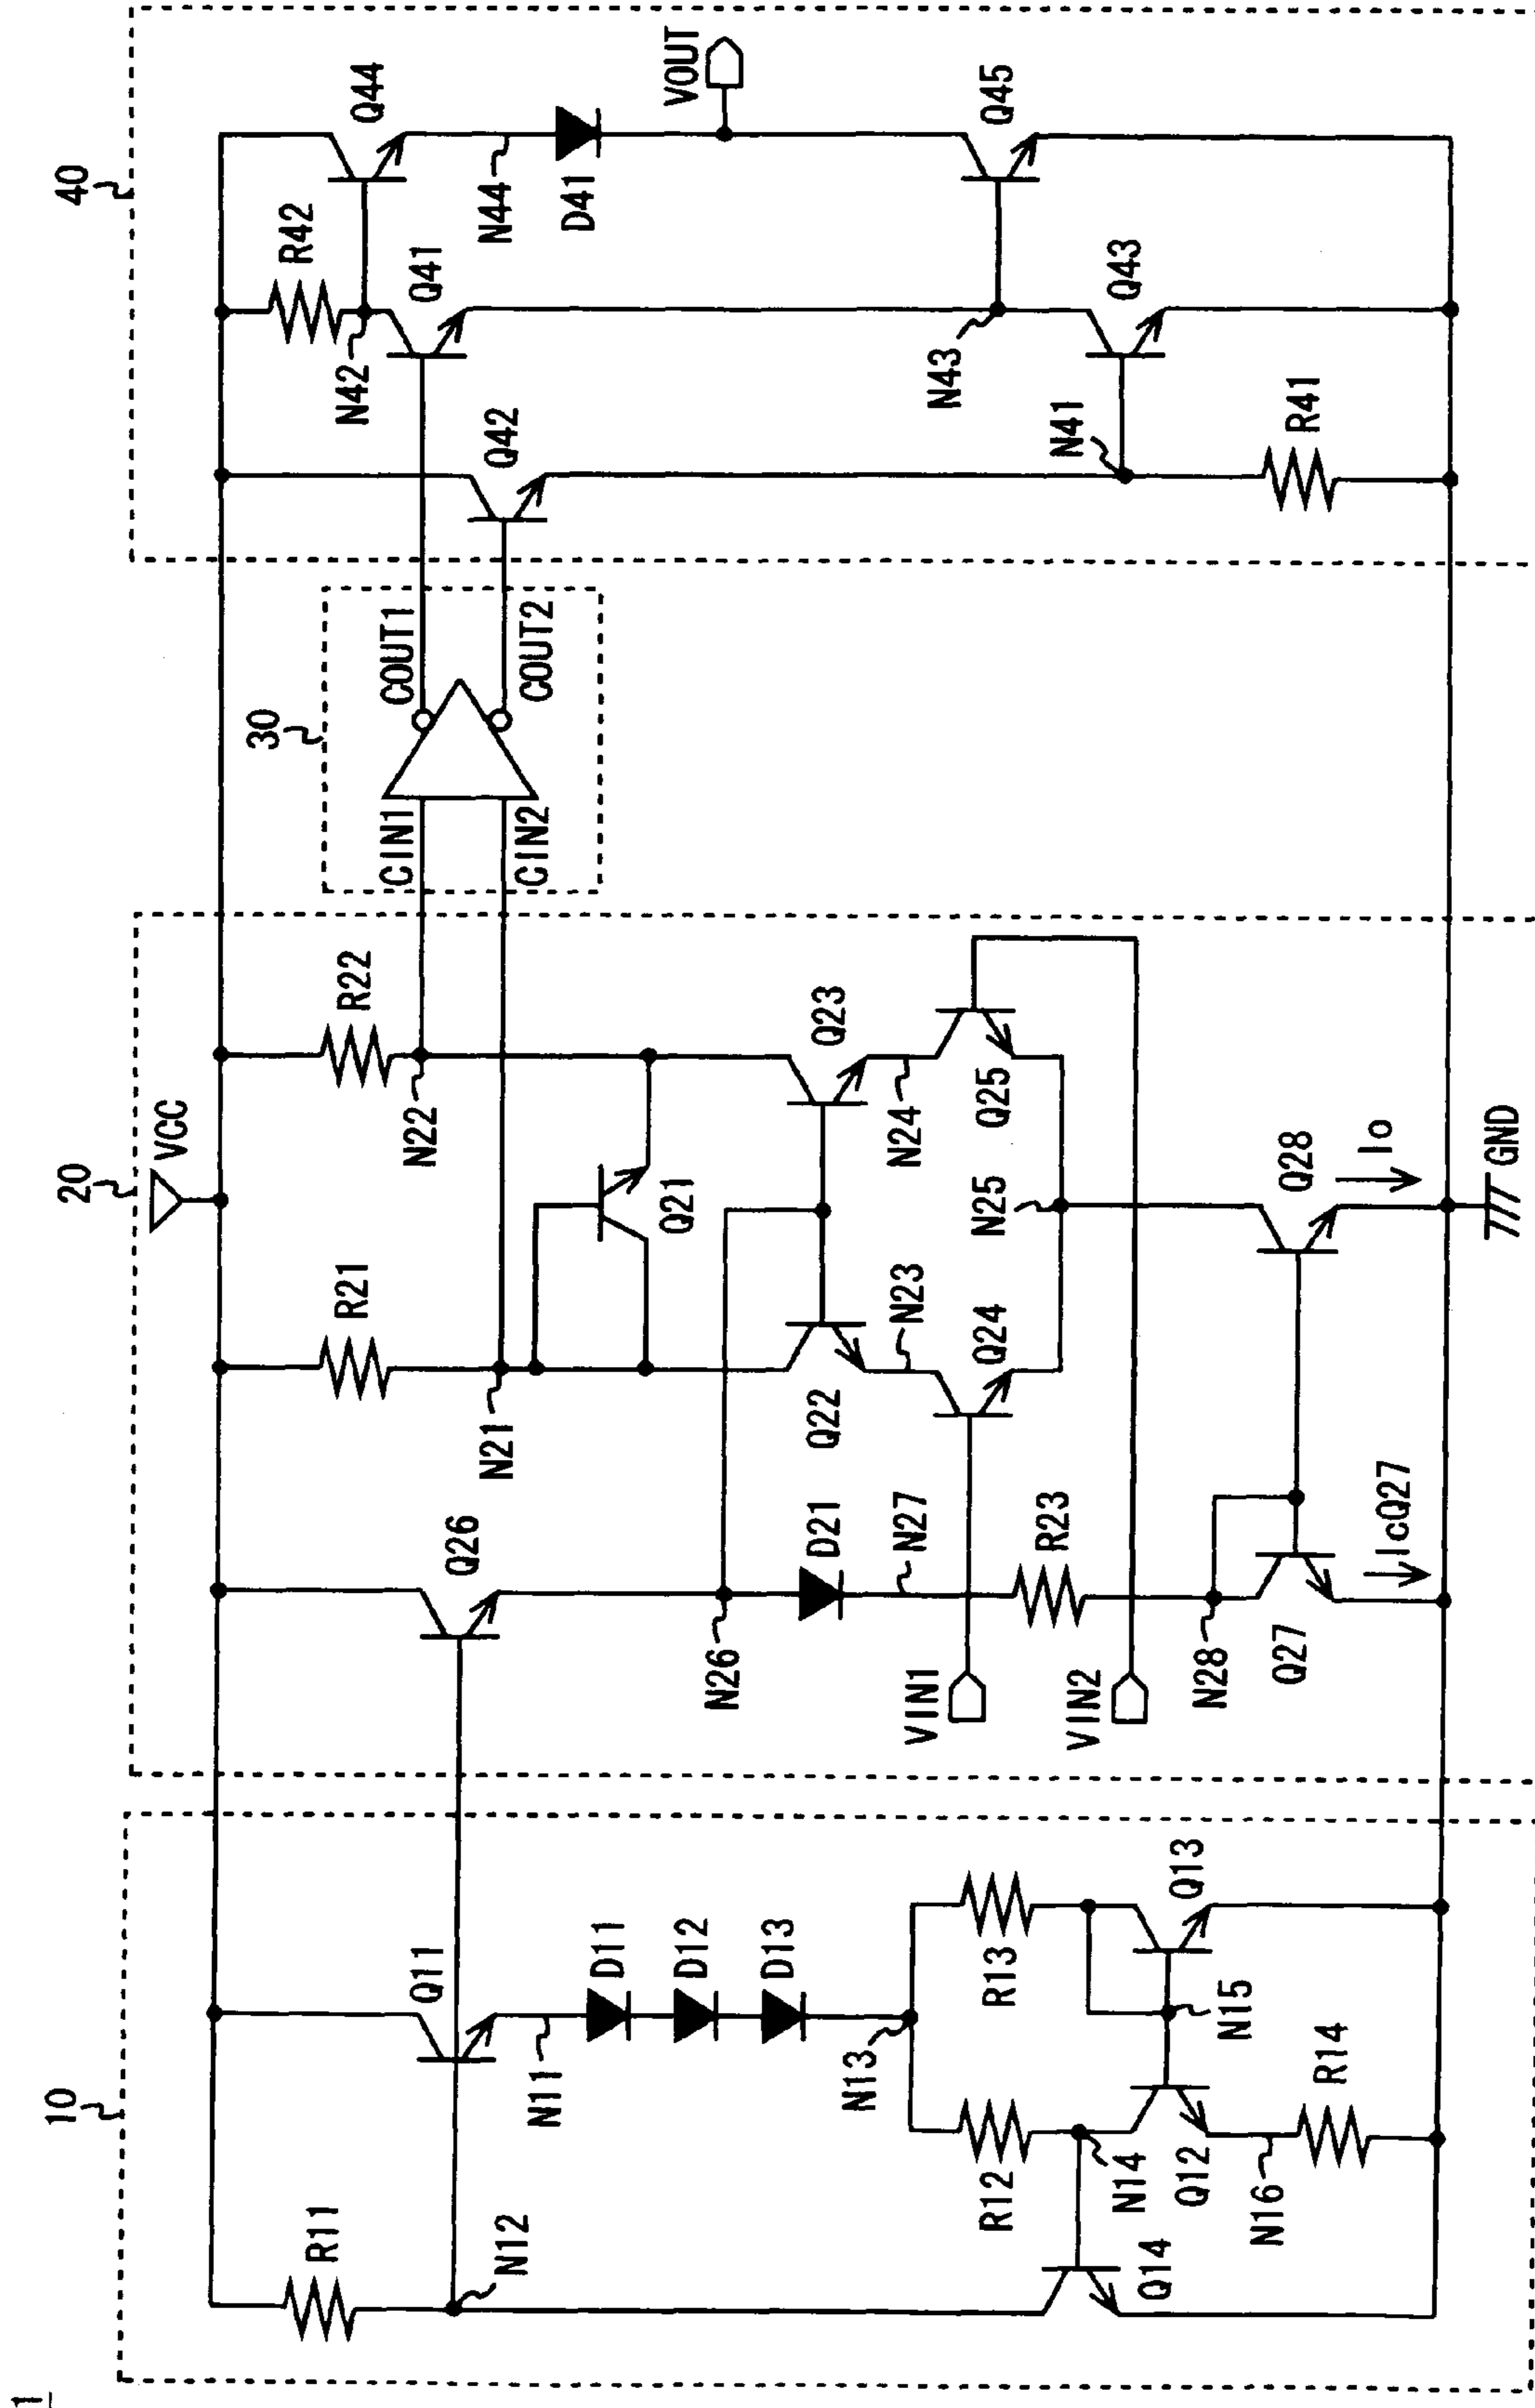 1
10
R11
N12
Q11
N11
D11
D12
D13
N13
R12
R13
N14
Q14
Q12
N16
R14
N15
Q13
20
VCC
Q26
N26
D21
N27
R23
N28
Q27
IcQ27
VIN1
VIN2
R21
N21
R22
N22
Q21
Q22
Q23
N23
N24
Q24
Q25
N25
Q28
Io
GND
30
CIN1
CIN2
COUT1
COUT2
40
R42
N42
Q41
Q42
Q44
N44
D41
VOUT
Q45
N43
Q43
N41
R41